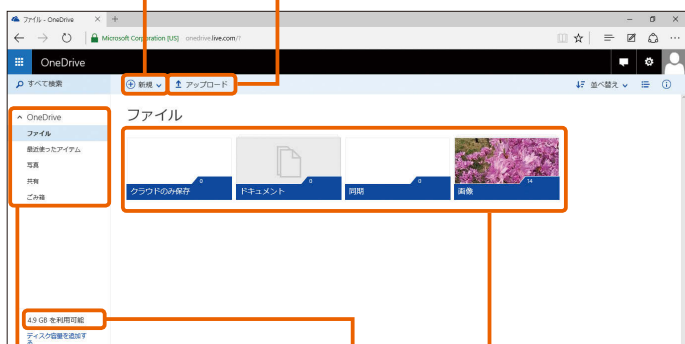 ファイル - OneDrive
Microsoft Corporation [US] onedrive.live.com/?
OneDrive
すべて検索
新規
アップロード
並べ替え
OneDrive
ファイル
最近使ったアイテム
写真
共有
ごみ箱
ファイル
0
クラウドのみ保存
0
ドキュメント
0
同期
14
画像
4.9 GB を利用可能
ディスク容量を追加す
る